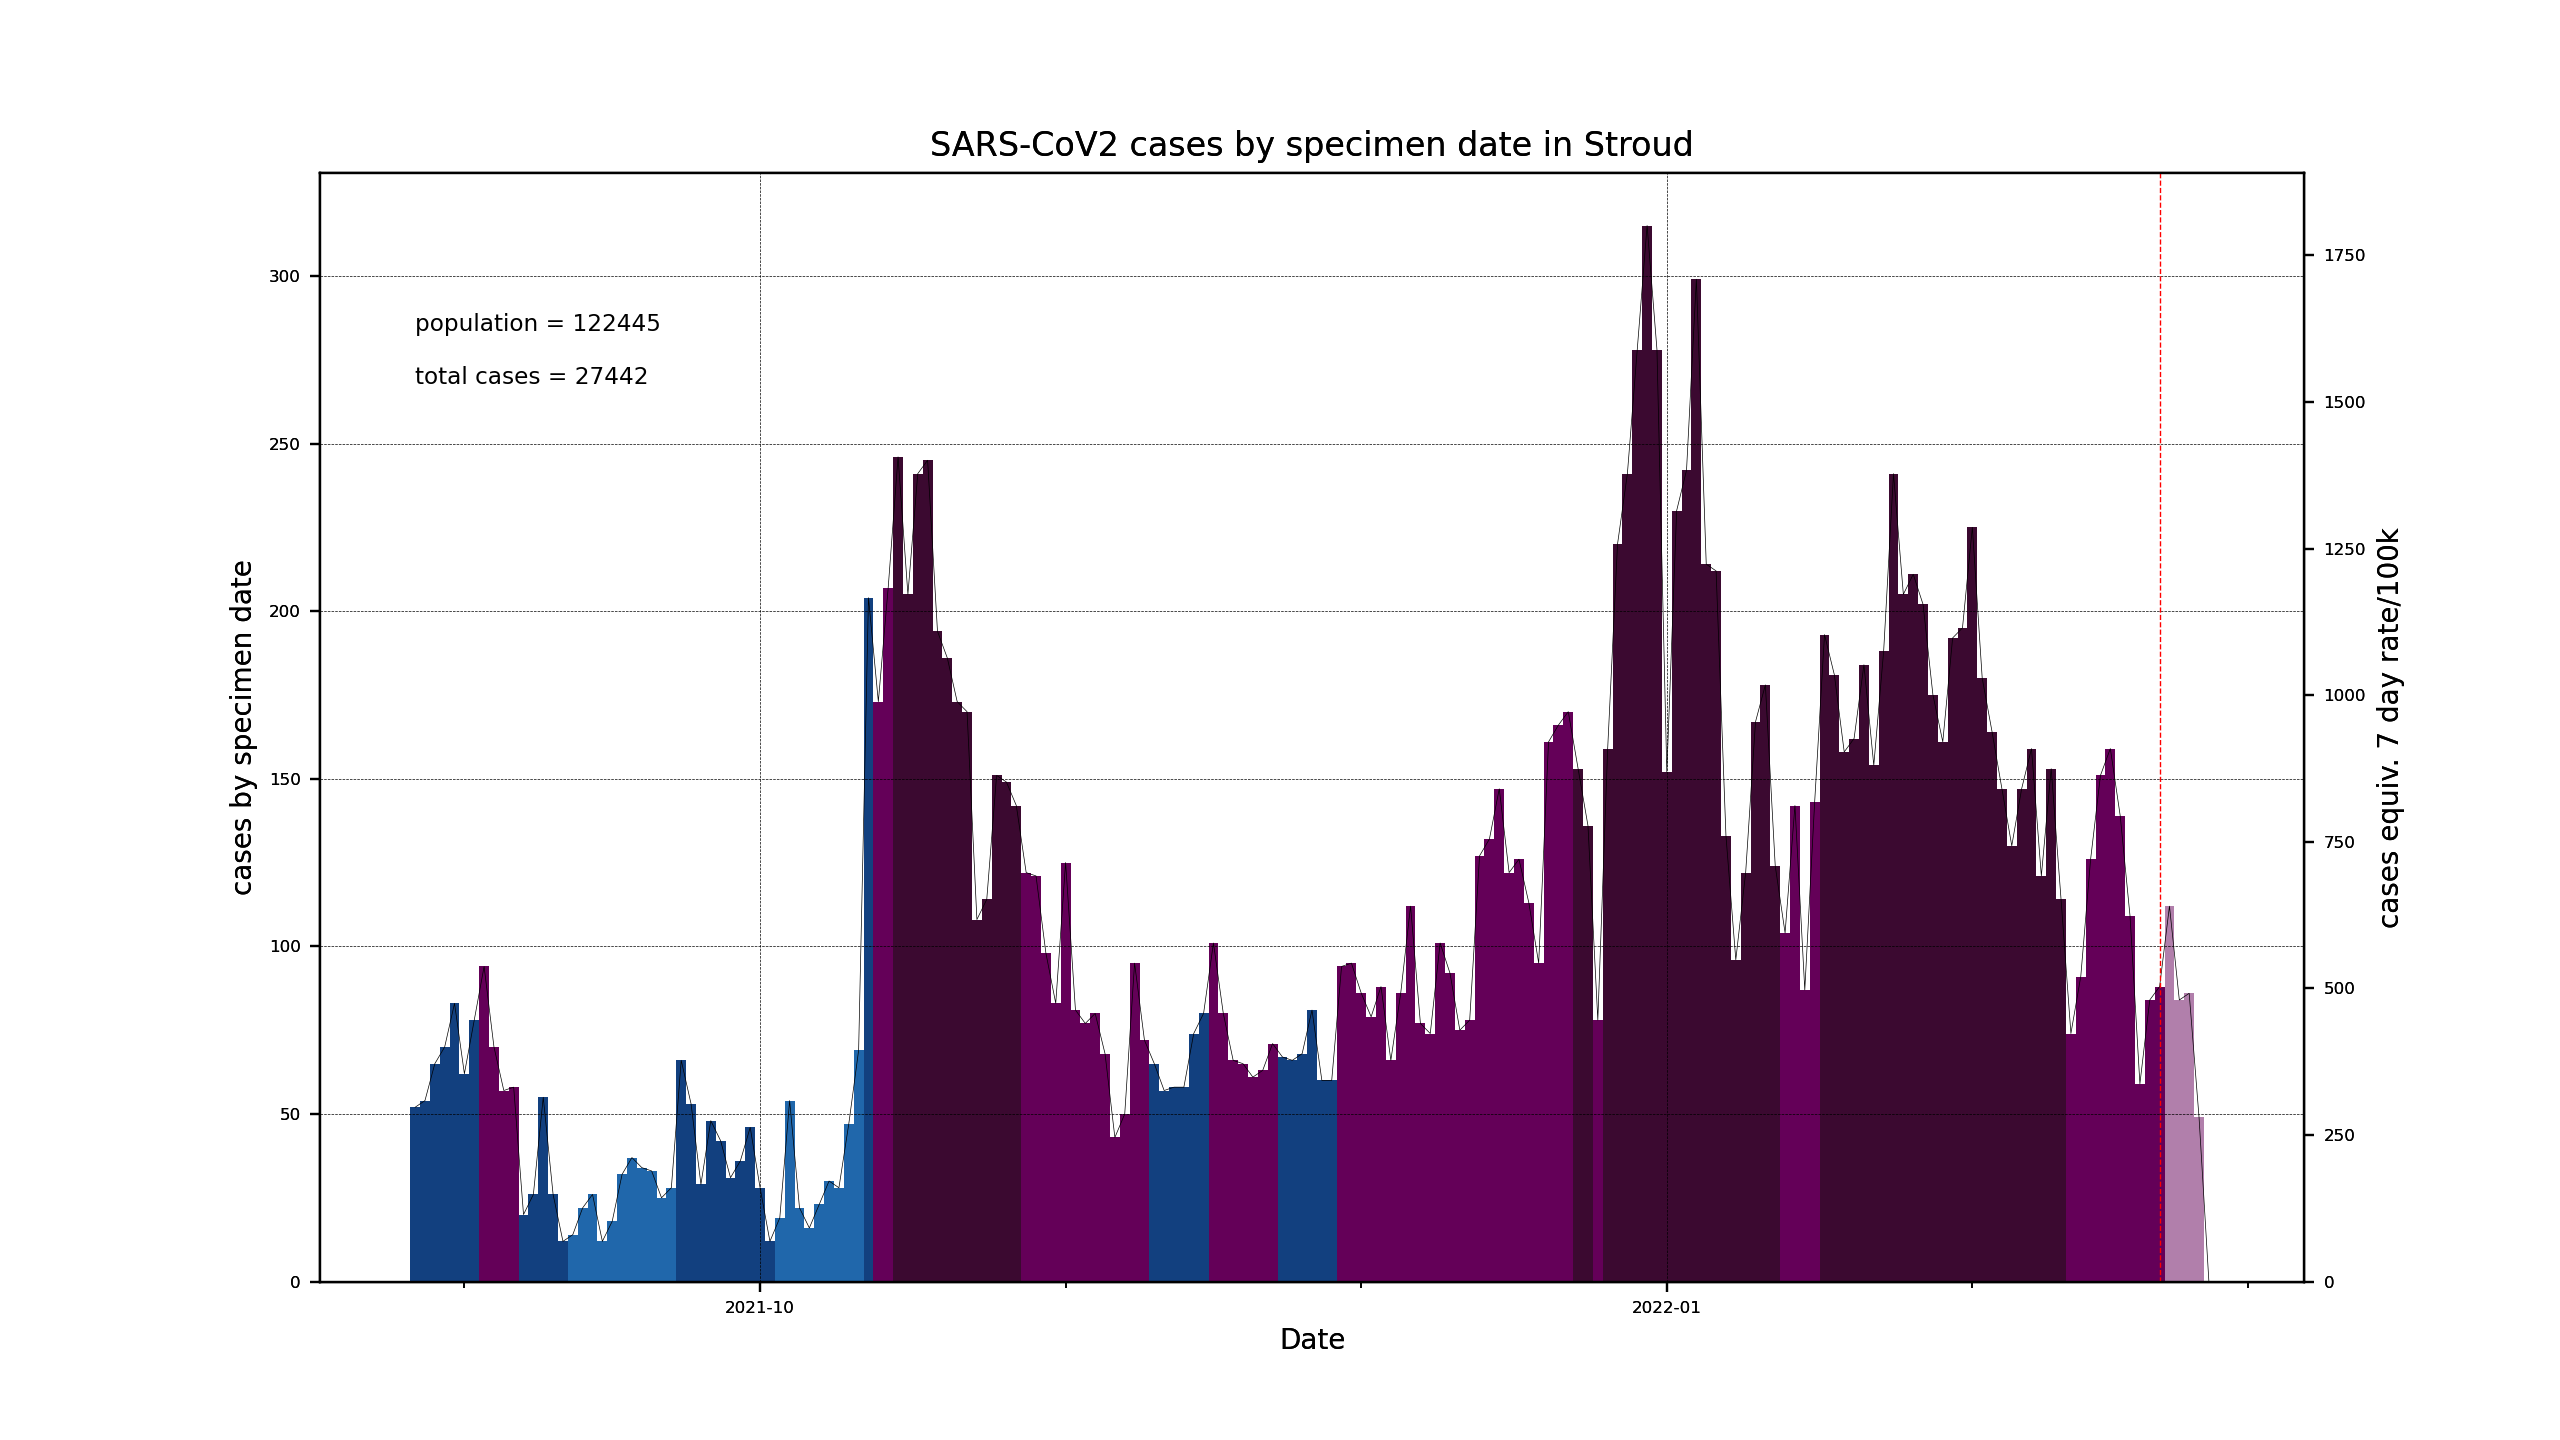 SARS-CoV2 cases by specimen date in Stroud
population = 122445
total cases = 27442
cases by specimen date
300
250
200
150
100
50
0
1750
1500
1250
1000
750
500
250
0
cases equiv. 7 day rate/100k
2021-10
2022-01
Date